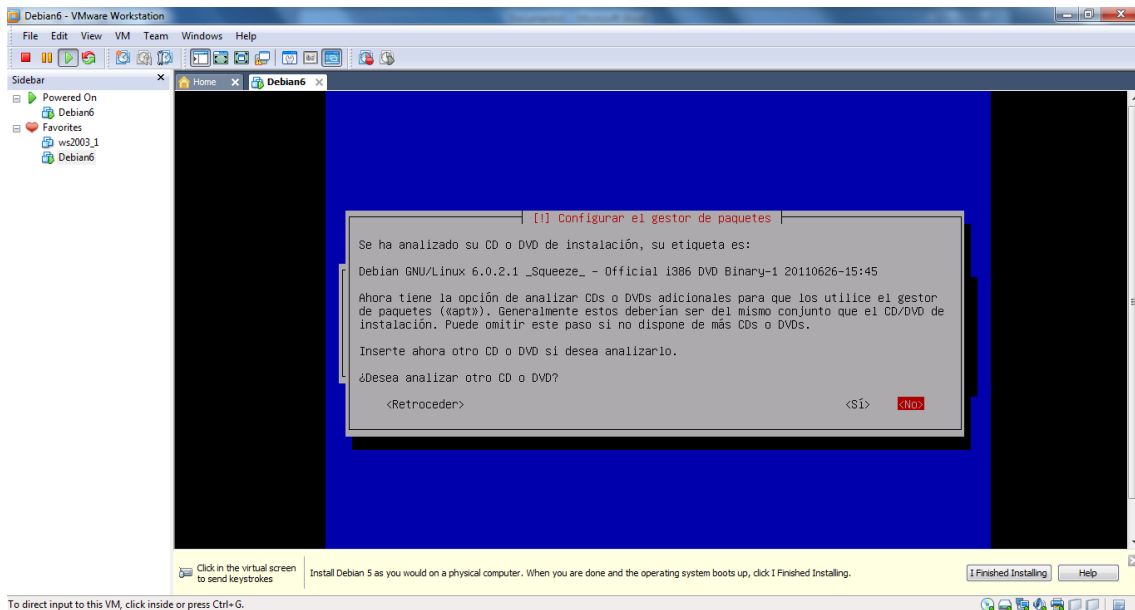 Debian6 - VMware Workstation
File Edit View VM Team Windows Help
Sidebar
Powered On
Debian6
Favorites
ws2003_1
Debian6
Home
Debian6
[!] Configurar el gestor de paquetes
Se ha analizado su CD o DVD de instalación, su etiqueta es:
Debian GNU/Linux 6.0.2.1 _Squeeze_ - Official i386 DVD Binary-1 20110626-15:45
Ahora tiene la opción de analizar CDs o DVDs adicionales para que los utilice el gestor
de paquetes («apt»). Generalmente estos deberían ser del mismo conjunto que el CD/DVD de
instalación. Puede omitir este paso si no dispone de más CDs o DVDs.
Inserte ahora otro CD o DVD si desea analizarlo.
¿Desea analizar otro CD o DVD?
<Retroceder> <Sí> <No>
Click in the virtual screen
to send keystrokes
Install Debian 5 as you would on a physical computer. When you are done and the operating system boots up, click I Finished Installing.
I Finished Installing
Help
To direct input to this VM, click inside or press Ctrl+G.